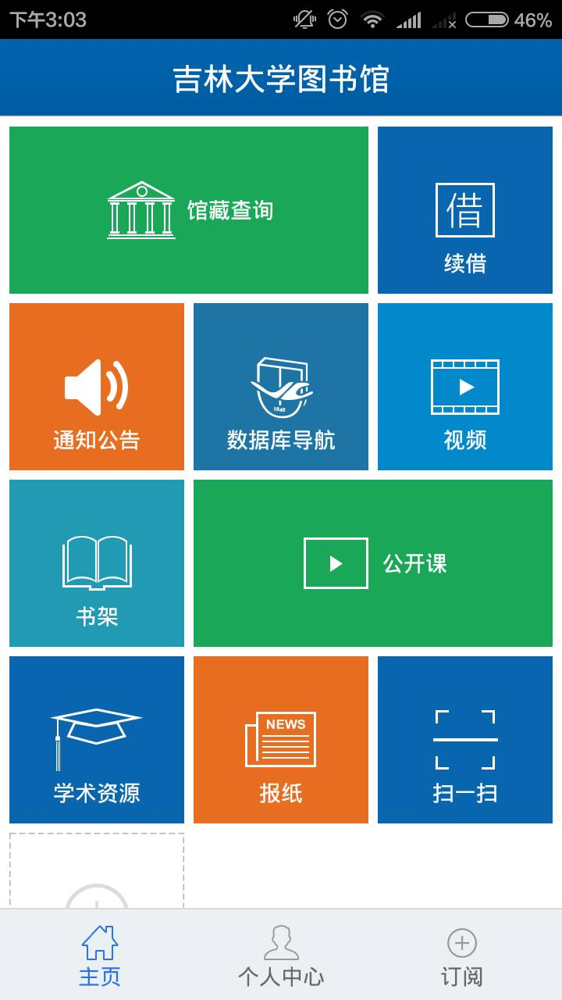 下午3:03
46%
吉林大学图书馆
馆藏查询
借
续借
通知公告
1946
数据库导航
视频
书架
公开课
学术资源
NEWS
报纸
扫一扫
主页
个人中心
订阅